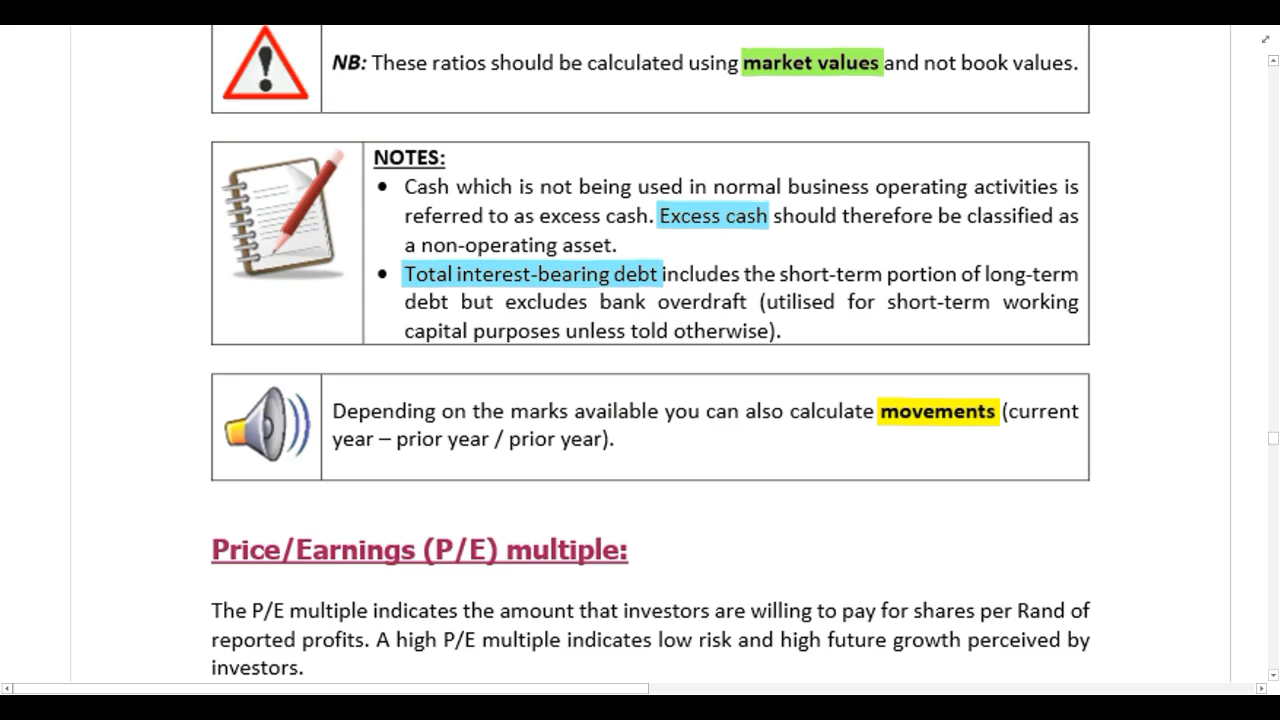 NB: These ratios should be calculated using market values and not book values.
NOTES:
• Cash which is not being used in normal business operating activities is
referred to as excess cash. Excess cash should therefore be classified as
a non-operating asset.
• Total interest-bearing debt includes the short-term portion of long-term
debt but excludes bank overdraft (utilised for short-term working
capital purposes unless told otherwise).
Depending on the marks available you can also calculate movements (current
year – prior year / prior year).
Price/Earnings (P/E) multiple:
The P/E multiple indicates the amount that investors are willing to pay for shares per Rand of
reported profits. A high P/E multiple indicates low risk and high future growth perceived by
investors.